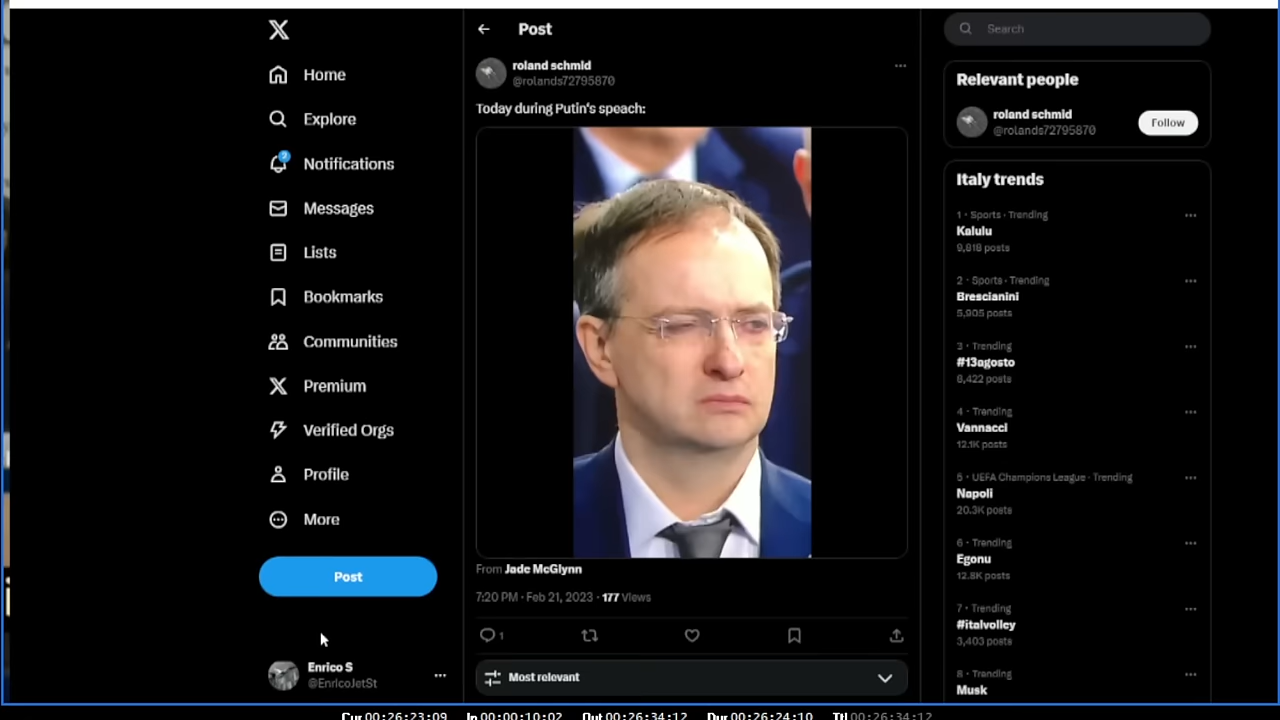 Home
Explore
Notifications
Messages
Lists
Bookmarks
Communities
Premium
Verified Orgs
Profile
More
Post
Enrico S
@EnricoJetSt
Post
roland schmid
@rolands72795870
Today during Putin's speach:
From Jade McGlynn
7:20 PM · Feb 21, 2023 · 177 Views
1
Most relevant
Search
Relevant people
roland schmid
@rolands72795870
Follow
Italy trends
1 · Sports · Trending
Kalulu
9,818 posts
2 · Sports · Trending
Brescianini
5,905 posts
3 · Trending
#13agosto
8,422 posts
4 · Trending
Vannacci
12.1K posts
5 · UEFA Champions League · Trending
Napoli
20.3K posts
6 · Trending
Egonu
12.8K posts
7 · Trending
#italvolley
3,403 posts
8 · Trending
Musk
Cur 00:26:23:09 In 00:00:10:02 Out 00:26:34:12 Dur 00:26:24:10 Ttl 00:26:34:12